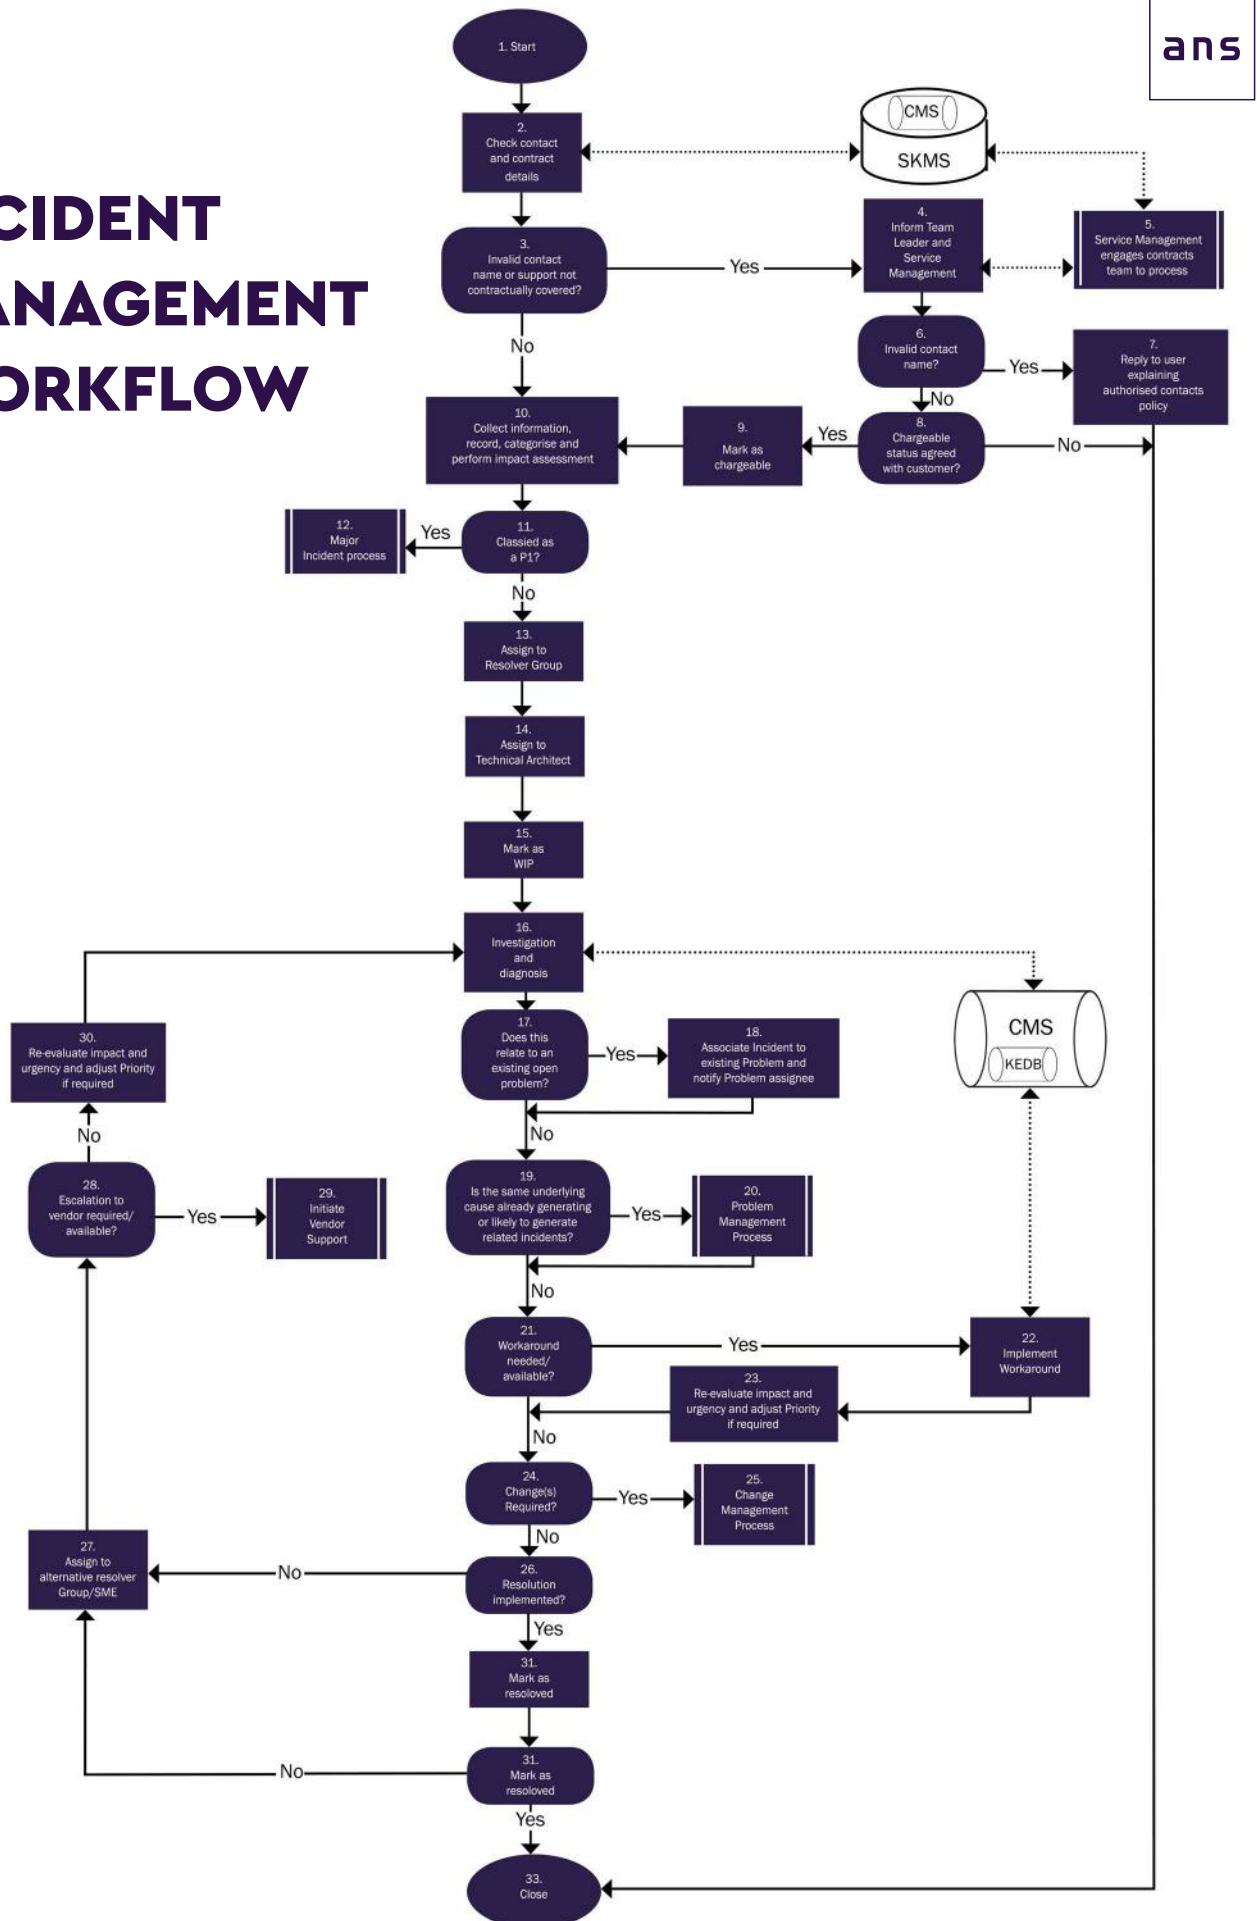 ans
CIDENT
ANAGEMENT
ORKFLOW
1. Start
2.
Check contact
and contract
details
CMS
SKMS
3.
Invalid contact
name or support not
contractually covered?
Yes
4.
Inform Team
Leader and
Service
Management
5.
Service Management
engages contracts
team to process
No
6.
Invalid contact
name?
Yes
7.
Reply to user
explaining
authorised contacts
policy
No
8.
Chargeable
status agreed
with customer?
No
Yes
9.
Mark as
chargeable
10.
Collect information,
record, categorise and
perform impact assessment
11.
Classied as
a P1?
Yes
12.
Major
Incident process
No
13.
Assign to
Resolver Group
14.
Assign to
Technical Architect
15.
Mark as
WIP
16.
Investigation
and
diagnosis
CMS
KEDB
17.
Does this
relate to an
existing open
problem?
Yes
18.
Associate Incident to
existing Problem and
notify Problem assignee
No
19.
Is the same underlying
cause already generating
or likely to generate
related incidents?
Yes
20.
Problem
Management
Process
No
21.
Workaround
needed/
available?
Yes
22.
Implement
Workaround
23.
Re-evaluate impact and
urgency and adjust Priority
if required
No
24.
Change(s)
Required?
Yes
25.
Change
Management
Process
No
26.
Resolution
implemented?
No
27.
Assign to
alternative resolver
Group/SME
28.
Escalation to
vendor required/
available?
Yes
29.
Initiate
Vendor
Support
No
30.
Re-evaluate impact and
urgency and adjust Priority
if required
Yes
31.
Mark as
resoloved
31.
Mark as
resoloved
No
Yes
33.
Close